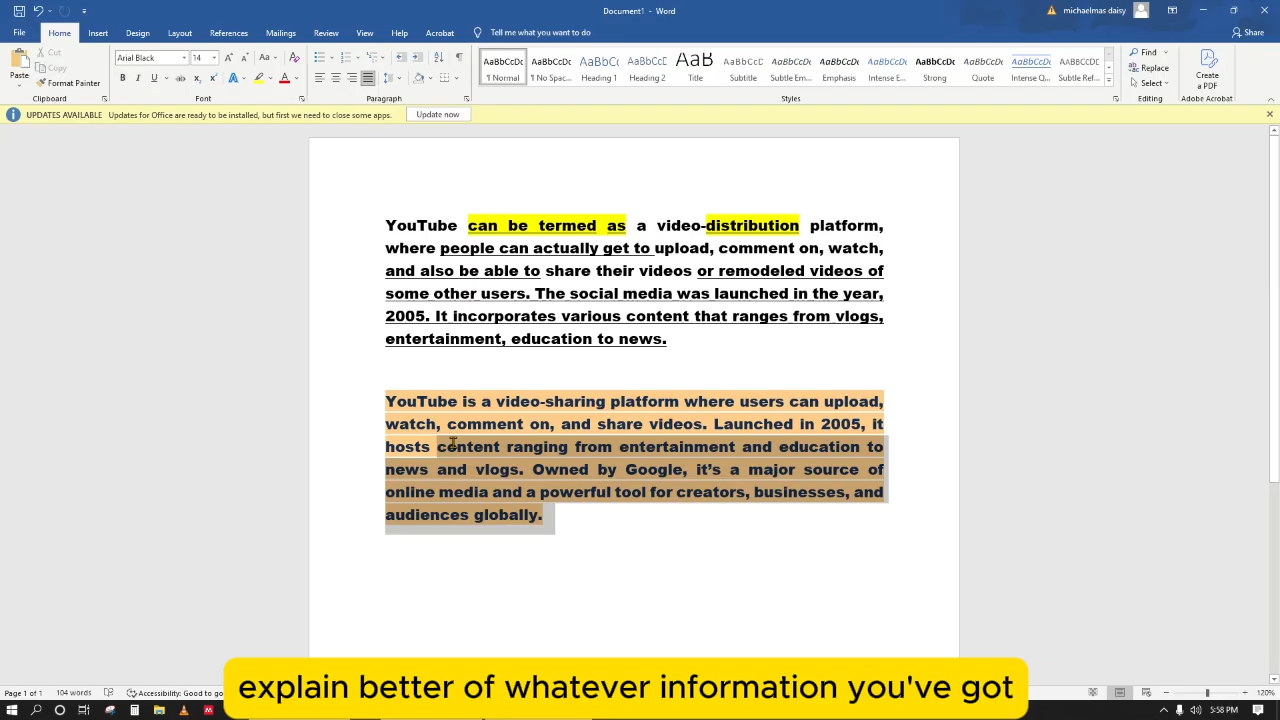 Document1 - Word
michaelmas daisy
File Home Insert Draw Design Layout References Mailings Review View Help Acrobat Tell me what you want to do Share
Paste
Cut
Copy
Format Painter
Clipboard
Arial Black 14
Font
Paragraph
AaBbCcDc AaBbCcDc AaBbCc AaBbCcC AaB AaBbCcD AaBbCcDc AaBbCcDc AaBbCcDc AaBbCcDc AaBbCcDc AaBbCcDc AaBbCcDc
¶ Normal ¶ No Spac... Heading 1 Heading 2 Title Subtitle Subtle Em... Emphasis Intense E... Strong Quote Intense Q... Subtle Ref...
Styles
Find
Replace
Select
Editing
Create a PDF
Adobe Acrobat
UPDATES AVAILABLE Updates for Office are ready to be installed, but first we need to close some apps. Update now
YouTube can be termed as a video-distribution platform,
where people can actually get to upload, comment on, watch,
and also be able to share their videos or remodeled videos of
some other users. The social media was launched in the year,
2005. It incorporates various content that ranges from vlogs,
entertainment, education to news.
YouTube is a video-sharing platform where users can upload,
watch, comment on, and share videos. Launched in 2005, it
hosts content ranging from entertainment and education to
news and vlogs. Owned by Google, it’s a major source of
online media and a powerful tool for creators, businesses, and
audiences globally.
explain better of whatever information you've got
Page 1 of 1 104 words Accessibility: Good to go 120%
5:58 PM